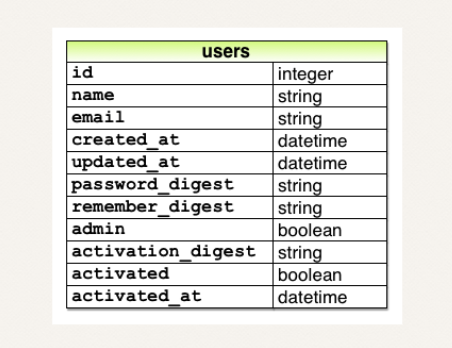 users
id integer
name string
email string
created_at datetime
updated_at datetime
password_digest string
remember_digest string
admin boolean
activation_digest string
activated boolean
activated_at datetime